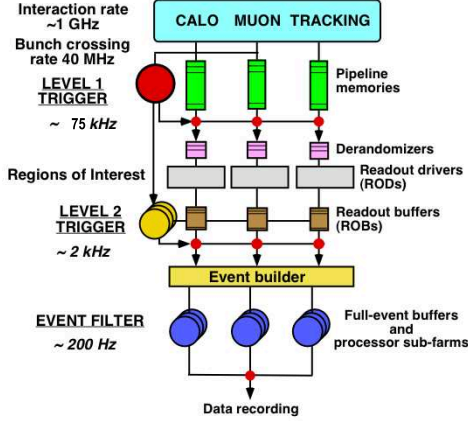 Interaction rate
~1 GHz
CALO MUON TRACKING
Bunch crossing
rate 40 MHz
LEVEL 1
TRIGGER
~ 75 kHz
Pipeline
memories
Derandomizers
Regions of Interest
Readout drivers
(RODs)
LEVEL 2
TRIGGER
~ 2 kHz
Readout buffers
(ROBs)
Event builder
EVENT FILTER
~ 200 Hz
Full-event buffers
and
processor sub-farms
Data recording